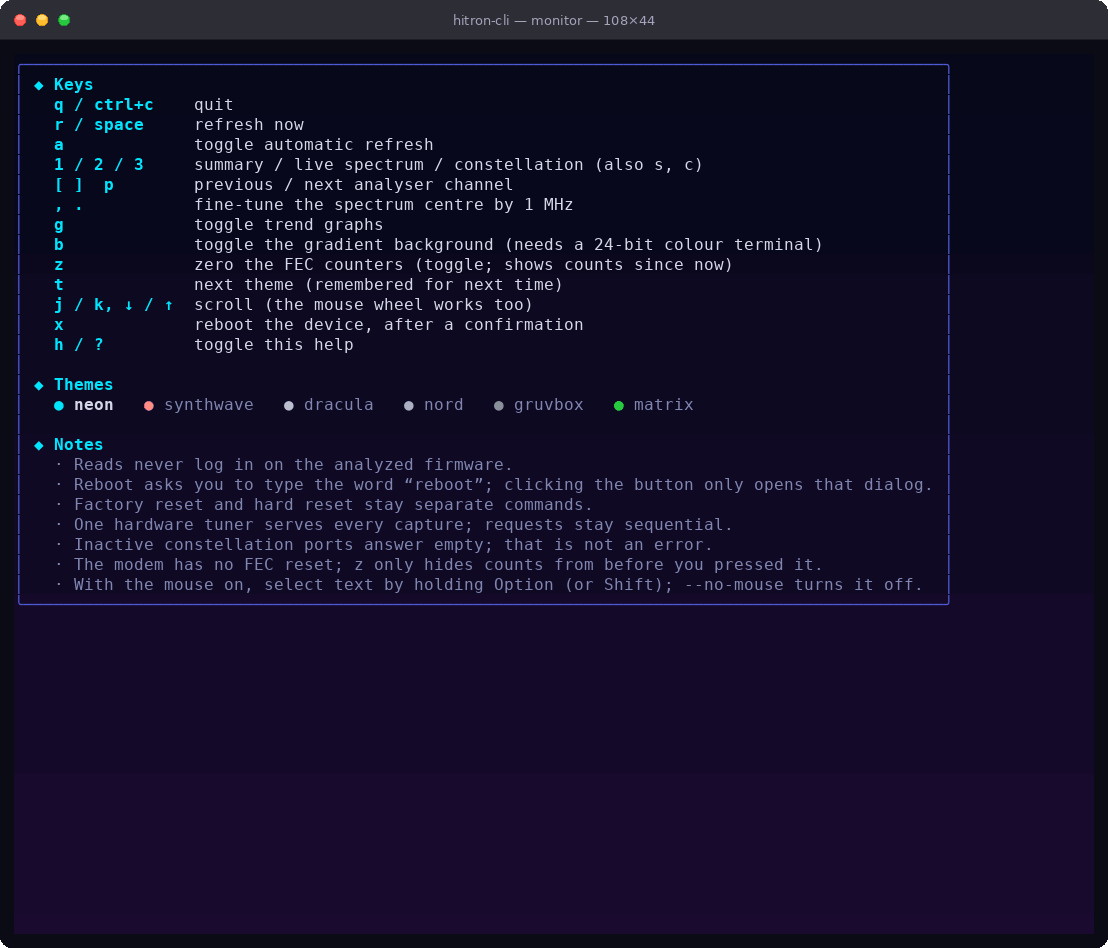 hitron-cli — monitor — 108×44
◆ Keys
q / ctrl+c    quit
r / space     refresh now
a             toggle automatic refresh
1 / 2 / 3     summary / live spectrum / constellation (also s, c)
[ ]  p        previous / next analyser channel
, .           fine-tune the spectrum centre by 1 MHz
g             toggle trend graphs
b             toggle the gradient background (needs a 24-bit colour terminal)
z             zero the FEC counters (toggle; shows counts since now)
t             next theme (remembered for next time)
j / k, ↓ / ↑  scroll (the mouse wheel works too)
x             reboot the device, after a confirmation
h / ?         toggle this help
◆ Themes
● neon   ● synthwave   ● dracula   ● nord   ● gruvbox   ● matrix
◆ Notes
· Reads never log in on the analyzed firmware.
· Reboot asks you to type the word “reboot”; clicking the button only opens that dialog.
· Factory reset and hard reset stay separate commands.
· One hardware tuner serves every capture; requests stay sequential.
· Inactive constellation ports answer empty; that is not an error.
· The modem has no FEC reset; z only hides counts from before you pressed it.
· With the mouse on, select text by holding Option (or Shift); --no-mouse turns it off.